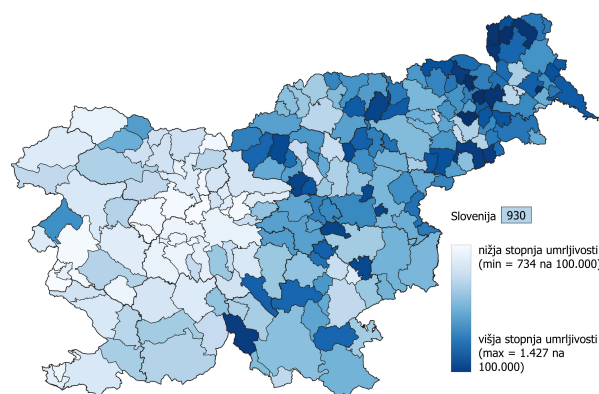 Slovenija 930
nižja stopnja umrljivosti
(min = 734 na 100.000)
višja stopnja umrljivosti
(max = 1.427 na
100.000)